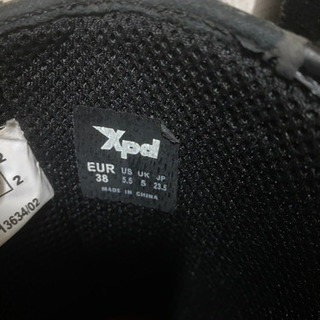 Xpd
EUR US UK JP
38 5.5 5 23.5
MADE IN CHINA
2
2
13634/02